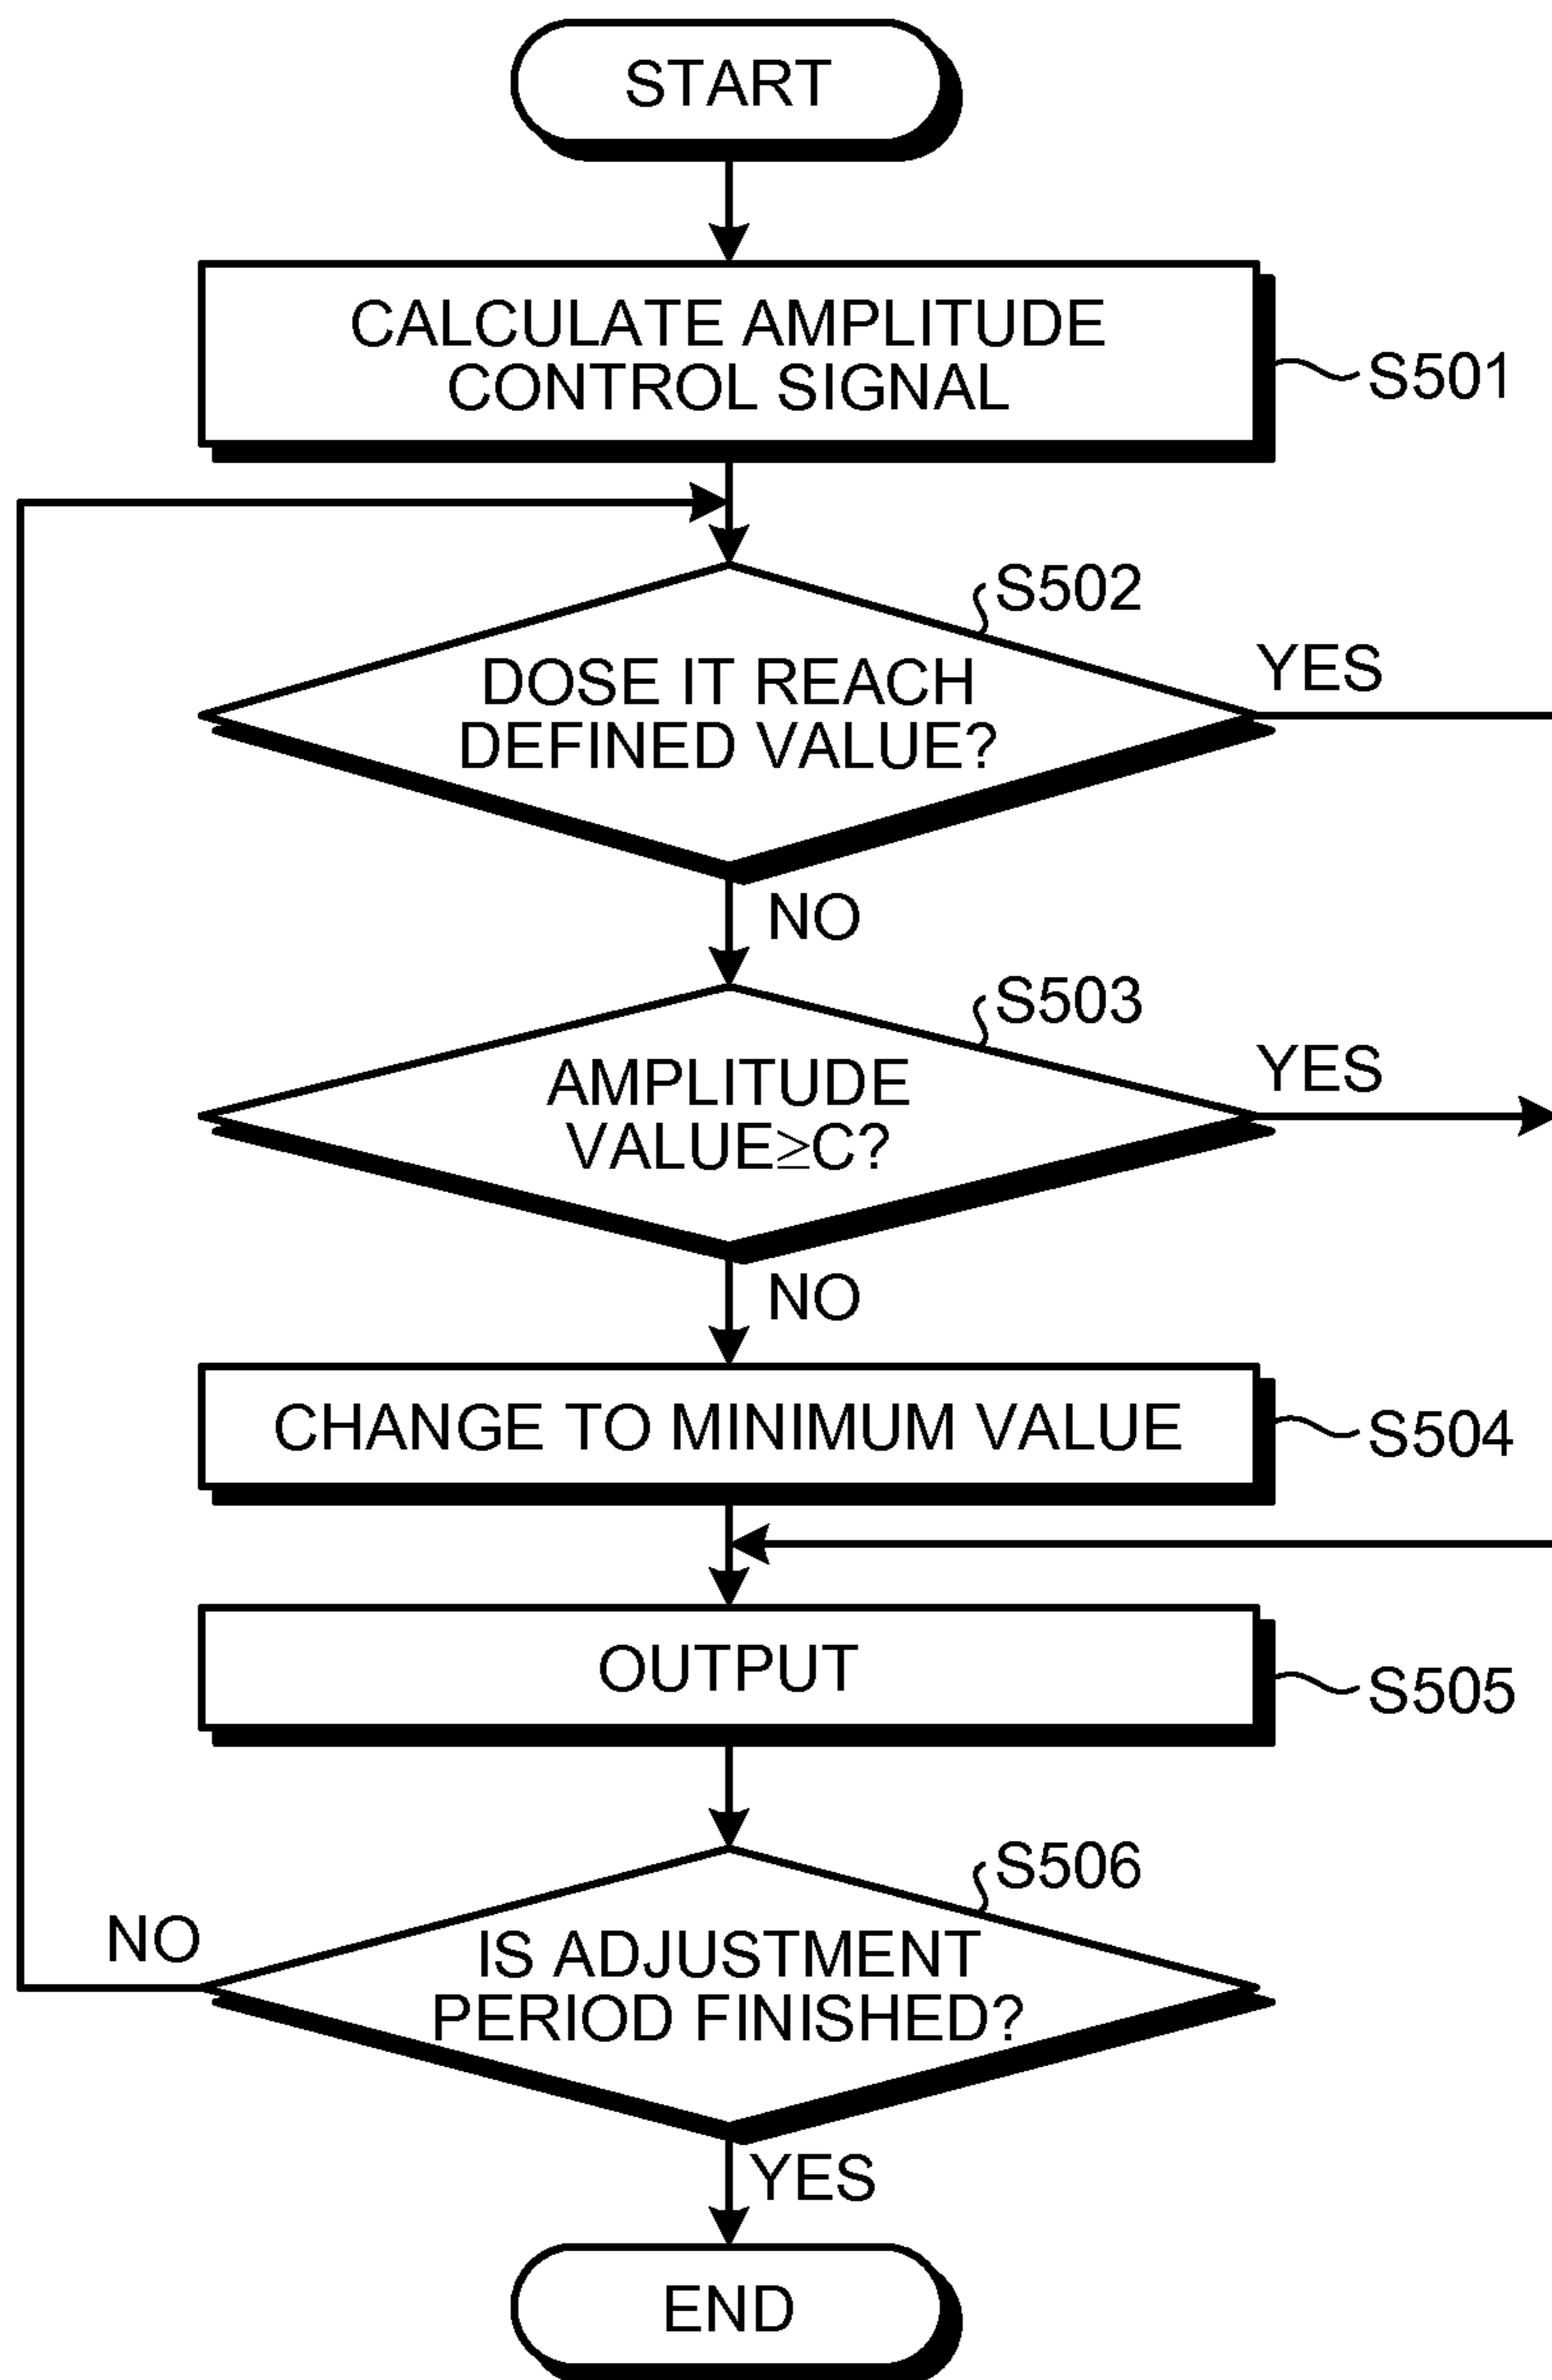 START
CALCULATE AMPLITUDE
CONTROL SIGNAL
S501
S502
DOSE IT REACH
DEFINED VALUE?
YES
NO
S503
AMPLITUDE
VALUE≥C?
YES
NO
CHANGE TO MINIMUM VALUE
S504
OUTPUT
S505
S506
IS ADJUSTMENT
PERIOD FINISHED?
NO
YES
END